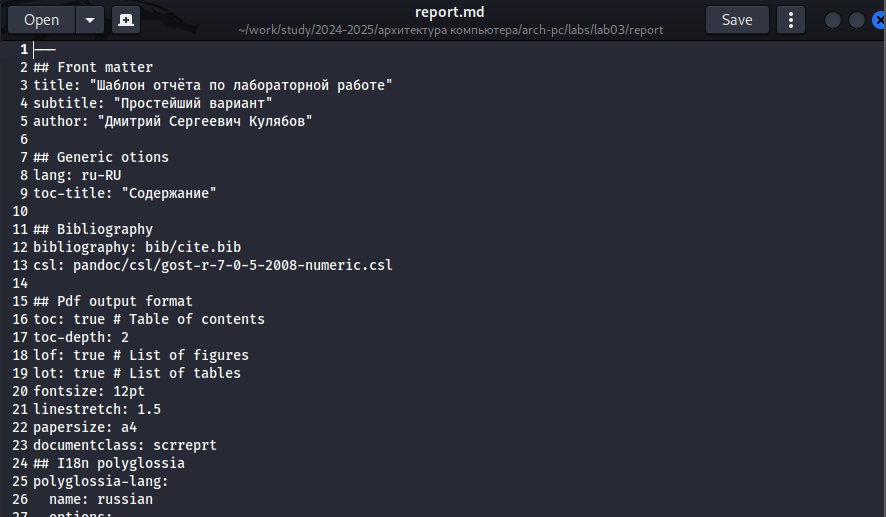 report.md
Open
Save
~/work/study/2024-2025/архитектура компьютера/arch-pc/labs/lab03/report
1 ---
2 ## Front matter
3 title: "Шаблон отчёта по лабораторной работе"
4 subtitle: "Простейший вариант"
5 author: "Дмитрий Сергеевич Кулябов"
6
7 ## Generic otions
8 lang: ru-RU
9 toc-title: "Содержание"
10
11 ## Bibliography
12 bibliography: bib/cite.bib
13 csl: pandoc/csl/gost-r-7-0-5-2008-numeric.csl
14
15 ## Pdf output format
16 toc: true # Table of contents
17 toc-depth: 2
18 lof: true # List of figures
19 lot: true # List of tables
20 fontsize: 12pt
21 linestretch: 1.5
22 papersize: a4
23 documentclass: scrreprt
24 ## I18n polyglossia
25 polyglossia-lang:
26   name: russian
27   options: